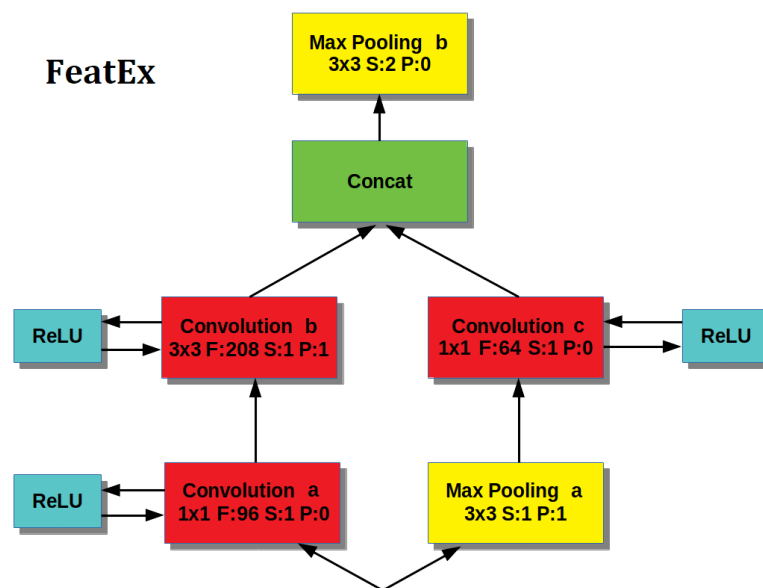 FeatEx
Max Pooling b
3x3 S:2 P:0
Concat
ReLU
Convolution b
3x3 F:208 S:1 P:1
Convolution c
1x1 F:64 S:1 P:0
ReLU
ReLU
Convolution a
1x1 F:96 S:1 P:0
Max Pooling a
3x3 S:1 P:1